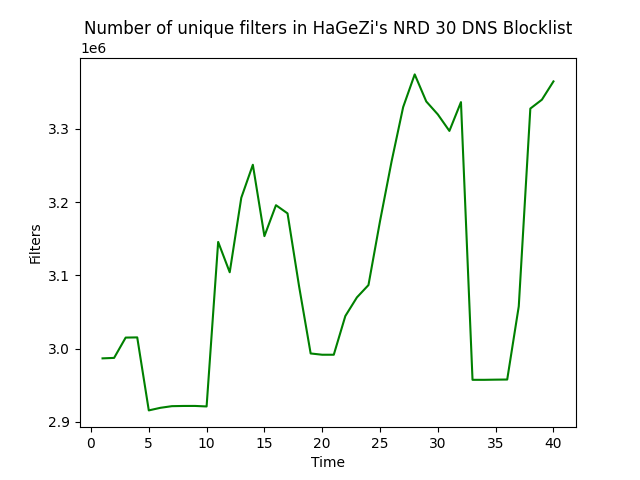 Number of unique filters in HaGeZi's NRD 30 DNS Blocklist
1e6
3.3
3.2
3.1
3.0
2.9
Filters
0 5 10 15 20 25 30 35 40
Time